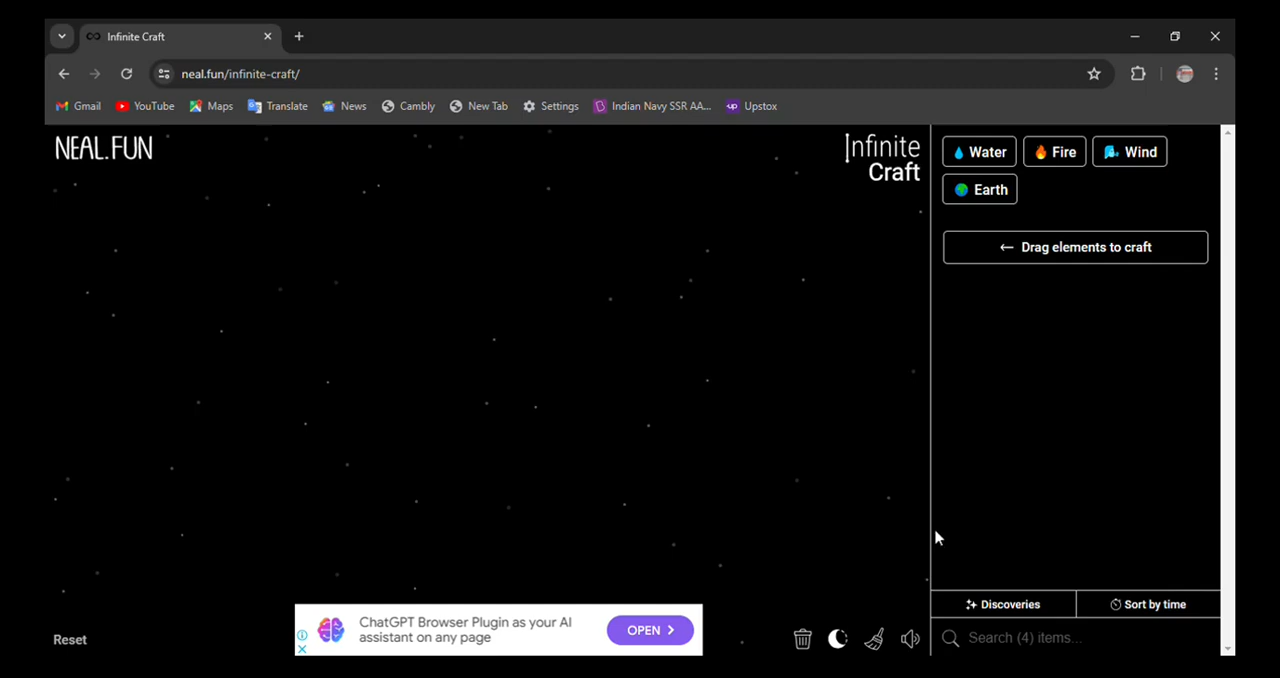 Infinite Craft
neal.fun/infinite-craft/
Gmail YouTube Maps Translate News Cambly New Tab Settings Indian Navy SSR AA... Upstox
NEAL.FUN
Infinite
Craft
Water Fire Wind
Earth
← Drag elements to craft
Discoveries Sort by time
Search (4) items...
ChatGPT Browser Plugin as your AI
assistant on any page
OPEN
Reset